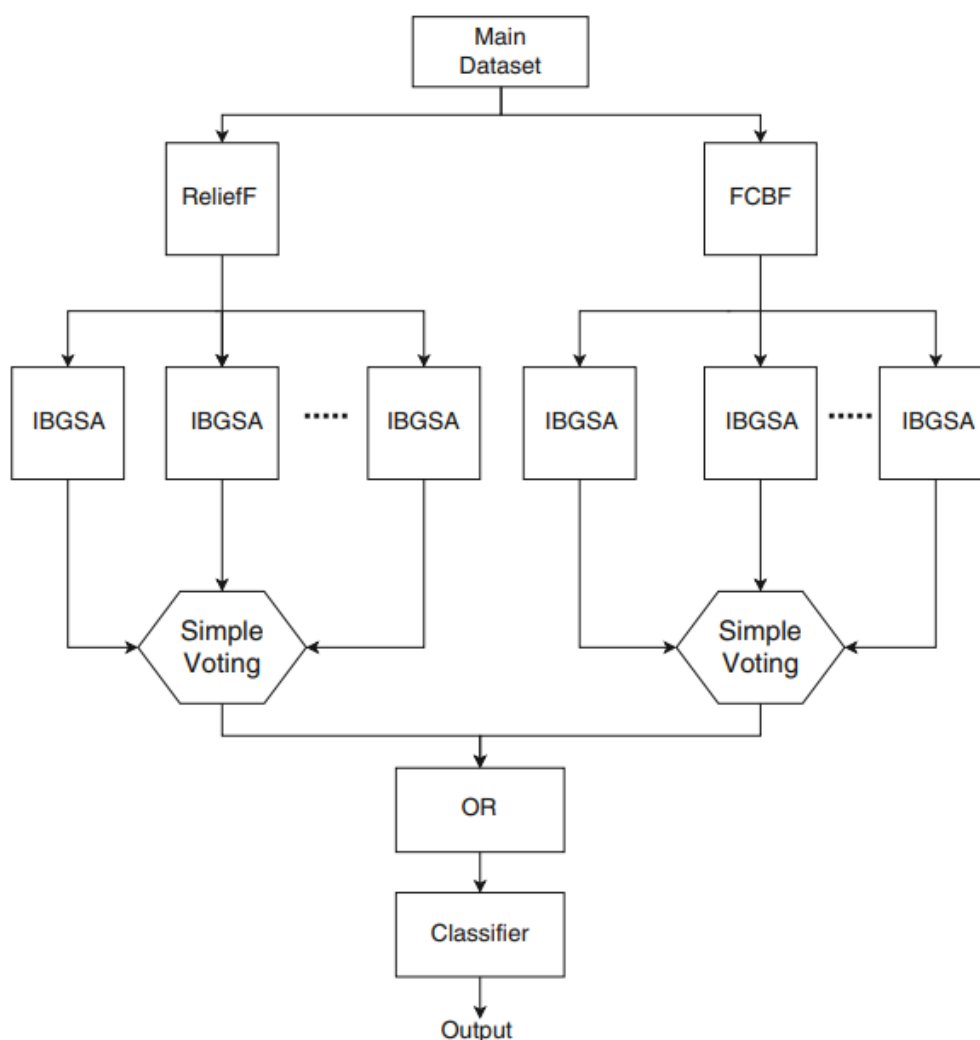 Main
Dataset
ReliefF
FCBF
IBGSA
IBGSA
.....
IBGSA
IBGSA
IBGSA
.....
IBGSA
Simple
Voting
Simple
Voting
OR
Classifier
Output